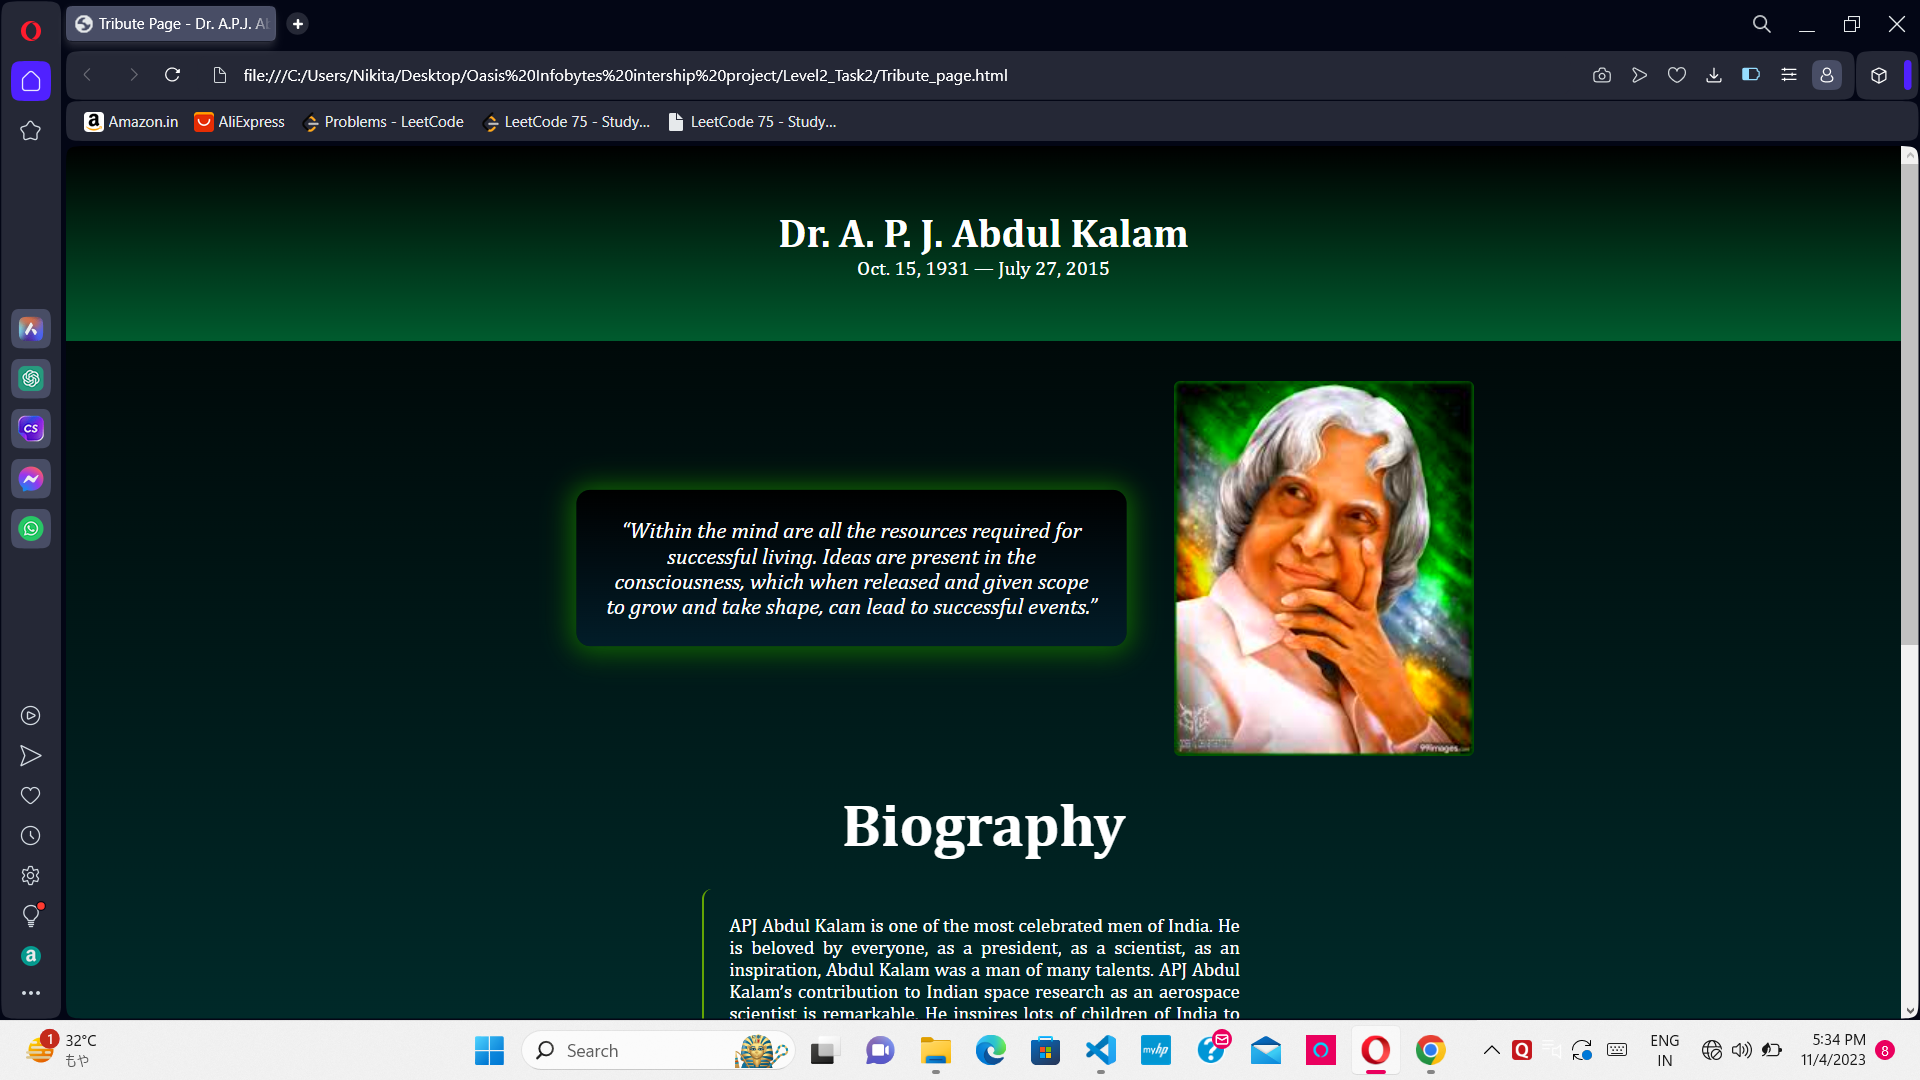 Tribute Page - Dr. A.P.J. Ab
file:///C:/Users/Nikita/Desktop/Oasis%20Infobytes%20intership%20project/Level2_Task2/Tribute_page.html
Amazon.in AliExpress Problems - LeetCode LeetCode 75 - Study... LeetCode 75 - Study...
Dr. A. P. J. Abdul Kalam
Oct. 15, 1931 — July 27, 2015
“Within the mind are all the resources required for
successful living. Ideas are present in the
consciousness, which when released and given scope
to grow and take shape, can lead to successful events.”
99images
Biography
APJ Abdul Kalam is one of the most celebrated men of India. He
is beloved by everyone, as a president, as a scientist, as an
inspiration, Abdul Kalam was a man of many talents. APJ Abdul
Kalam’s contribution to Indian space research as an aerospace
scientist is remarkable. He inspires lots of children of India to
CS
a
1
32°C
もや
Search
myhp
Q
ENG
IN
5:34 PM
11/4/2023
8